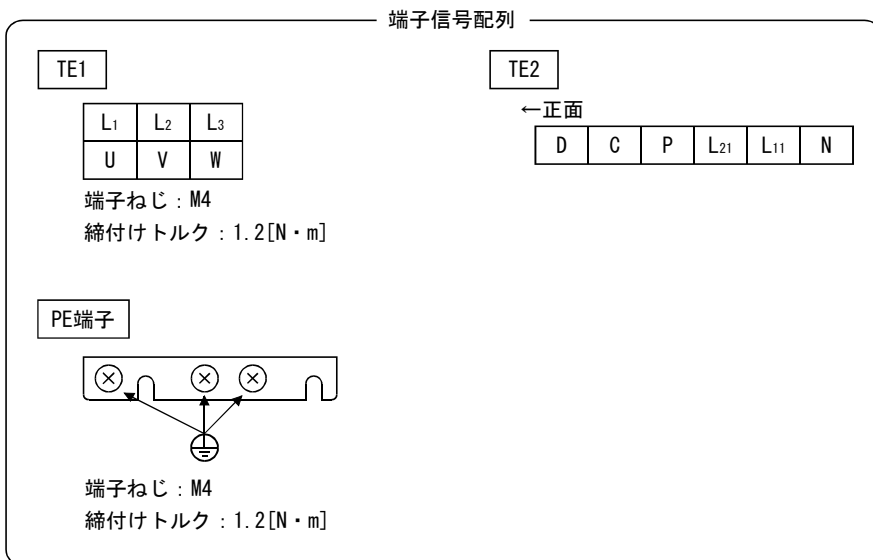 端子信号配列
TE1
L1 L2 L3
U V W
端子ねじ：M4
締付けトルク：1.2[N・m]
TE2
←正面
D C P L21 L11 N
PE端子
端子ねじ：M4
締付けトルク：1.2[N・m]